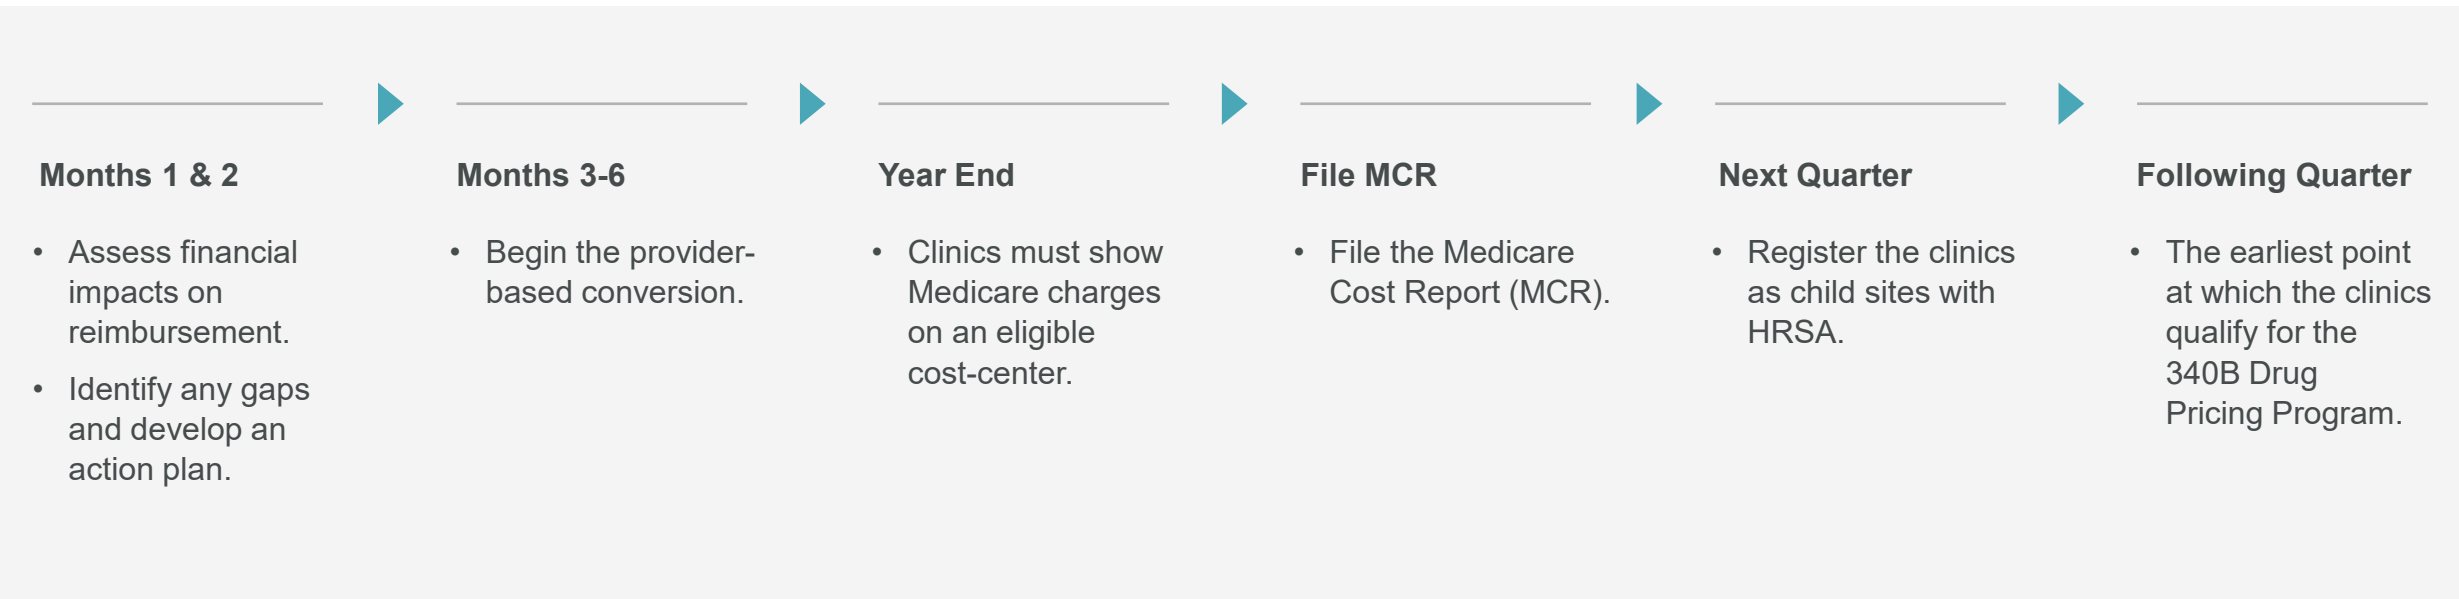 Months 1 & 2
• Assess financial
impacts on
reimbursement.
• Identify any gaps
and develop an
action plan.
Months 3-6
• Begin the provider-
based conversion.
Year End
• Clinics must show
Medicare charges
on an eligible
cost-center.
File MCR
• File the Medicare
Cost Report (MCR).
Next Quarter
• Register the clinics
as child sites with
HRSA.
Following Quarter
• The earliest point
at which the clinics
qualify for the
340B Drug
Pricing Program.